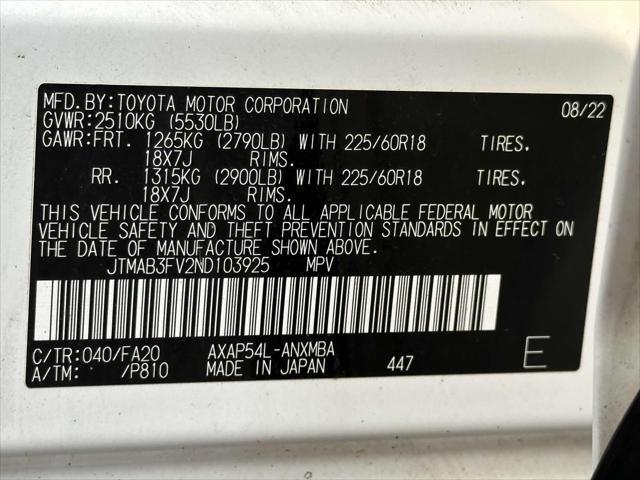 MFD.BY:TOYOTA MOTOR CORPORATION 08/22
GVWR:2510KG (5530LB)
GAWR:FRT. 1265KG (2790LB) WITH 225/60R18 TIRES.
18X7J RIMS.
RR. 1315KG (2900LB) WITH 225/60R18 TIRES.
18X7J RIMS.
THIS VEHICLE CONFORMS TO ALL APPLICABLE FEDERAL MOTOR
VEHICLE SAFETY AND THEFT PREVENTION STANDARDS IN EFFECT ON
THE DATE OF MANUFACTURE SHOWN ABOVE.
JTMAB3FV2ND103925 MPV
C/TR:040/FA20 AXAP54L-ANXMBA
A/TM: /P810 MADE IN JAPAN 447 E